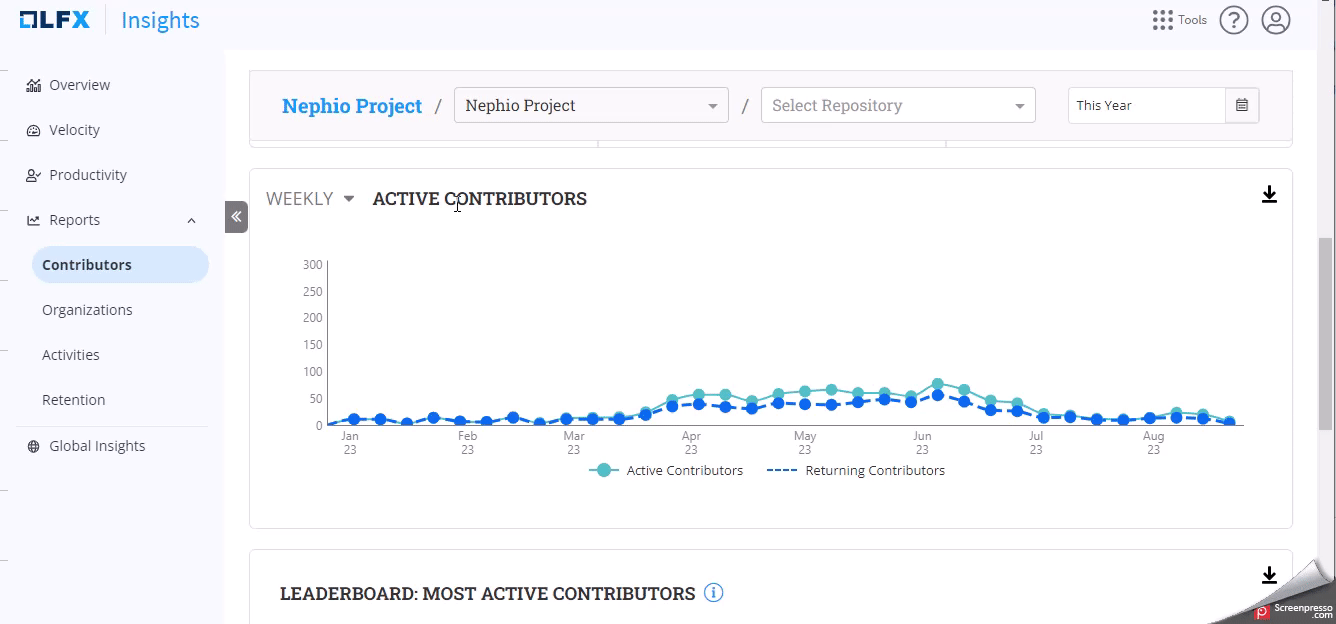 LFX Insights
Tools
Overview
Velocity
Productivity
Reports
Contributors
Organizations
Activities
Retention
Global Insights
Nephio Project / Nephio Project / Select Repository This Year
WEEKLY ACTIVE CONTRIBUTORS
300
250
200
150
100
50
0
Jan 23
Feb 23
Mar 23
Apr 23
May 23
Jun 23
Jul 23
Aug 23
Active Contributors Returning Contributors
LEADERBOARD: MOST ACTIVE CONTRIBUTORS
Screenpresso
.com